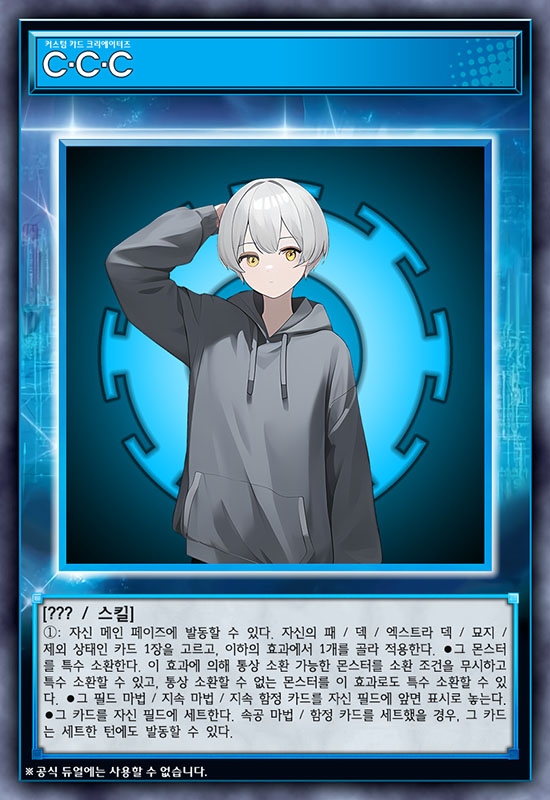 커스텀 카드 크리에이터즈
C·C·C
[??? / 스킬]
①: 자신 메인 페이즈에 발동할 수 있다. 자신의 패 / 덱 / 엑스트라 덱 / 묘지 /
제외 상태인 카드 1장을 고르고, 이하의 효과에서 1개를 골라 적용한다. ●그 몬스터
를 특수 소환한다. 이 효과에 의해 통상 소환 가능한 몬스터를 소환 조건을 무시하고
특수 소환할 수 있고, 통상 소환할 수 없는 몬스터를 이 효과로도 특수 소환할 수 있
다. ●그 필드 마법 / 지속 마법 / 지속 함정 카드를 자신 필드에 앞면 표시로 놓는다.
●그 카드를 자신 필드에 세트한다. 속공 마법 / 함정 카드를 세트했을 경우, 그 카드
는 세트한 턴에도 발동할 수 있다.
※ 공식 듀얼에는 사용할 수 없습니다.